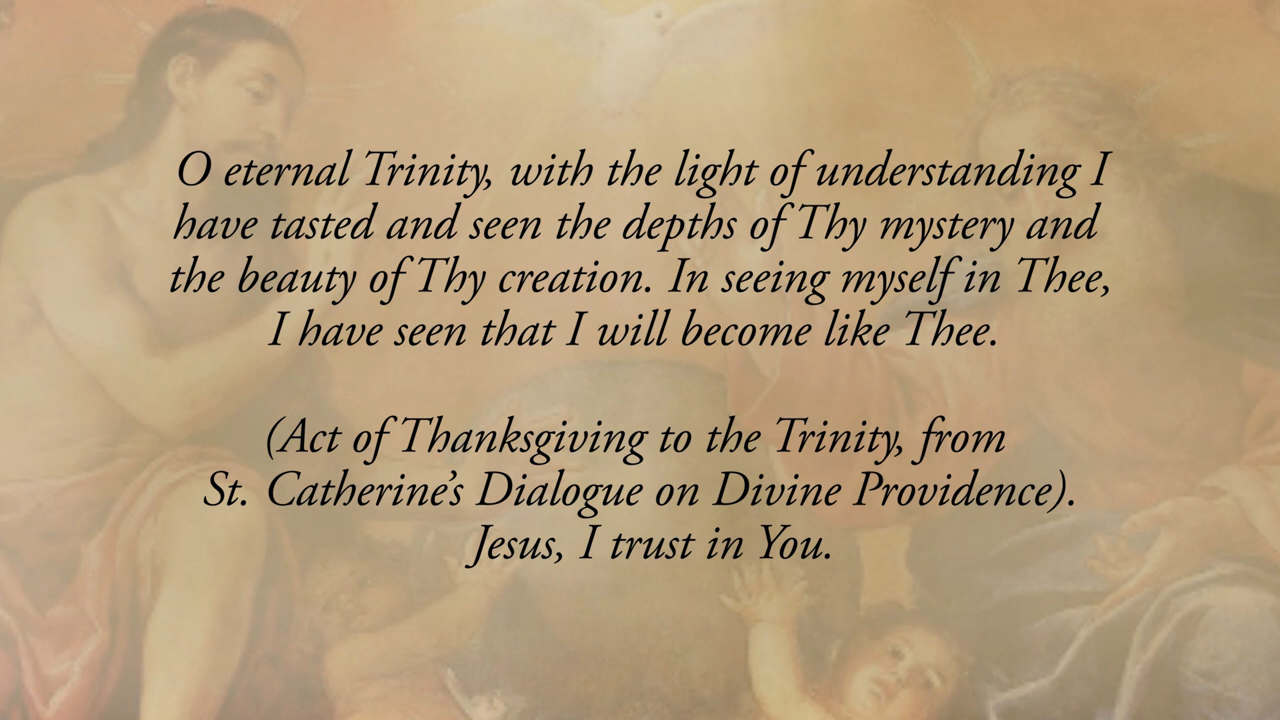 O eternal Trinity, with the light of understanding I
have tasted and seen the depths of Thy mystery and
the beauty of Thy creation. In seeing myself in Thee,
I have seen that I will become like Thee.
(Act of Thanksgiving to the Trinity, from
St. Catherine’s Dialogue on Divine Providence).
Jesus, I trust in You.